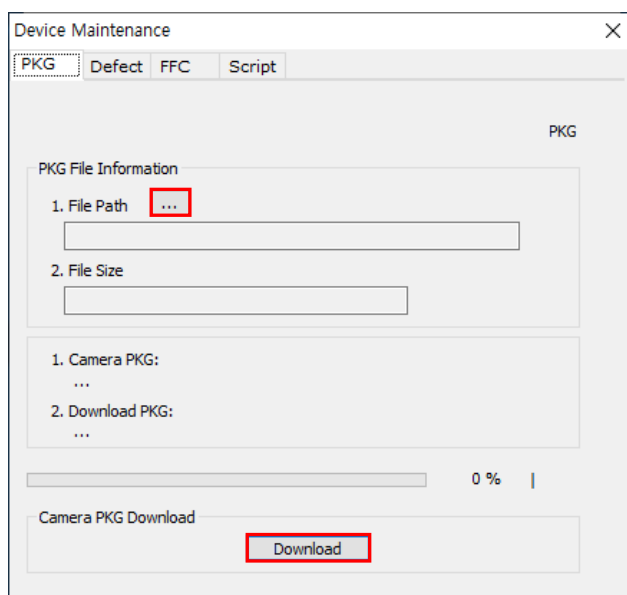 Device Maintenance
PKG Defect FFC Script
PKG
PKG File Information
1. File Path ...
2. File Size
1. Camera PKG:
...
2. Download PKG:
...
0 % |
Camera PKG Download
Download